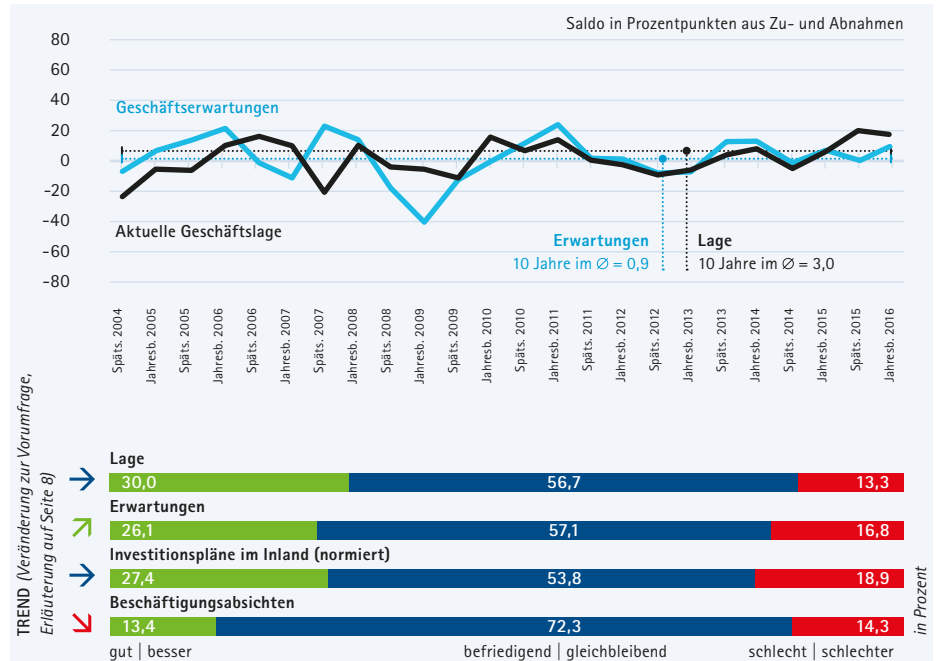 Saldo in Prozentpunkten aus Zu- und Abnahmen
80
60
40
20
0
-20
-40
-60
-80
Geschäftserwartungen
Aktuelle Geschäftslage
Erwartungen
10 Jahre im Ø = 0,9
Lage
10 Jahre im Ø = 3,0
Späts. 2004
Jahresb. 2005
Späts. 2005
Jahresb. 2006
Späts. 2006
Jahresb. 2007
Späts. 2007
Jahresb. 2008
Späts. 2008
Jahresb. 2009
Späts. 2009
Jahresb. 2010
Späts. 2010
Jahresb. 2011
Späts. 2011
Jahresb. 2012
Späts. 2012
Jahresb. 2013
Späts. 2013
Jahresb. 2014
Späts. 2014
Jahresb. 2015
Späts. 2015
Jahresb. 2016
TREND (Veränderung zur Vorumfrage,
Erläuterung auf Seite 8)
Lage
30,0 56,7 13,3
Erwartungen
26,1 57,1 16,8
Investitionspläne im Inland (normiert)
27,4 53,8 18,9
Beschäftigungsabsichten
13,4 72,3 14,3
gut | besser befriedigend | gleichbleibend schlecht | schlechter
in Prozent